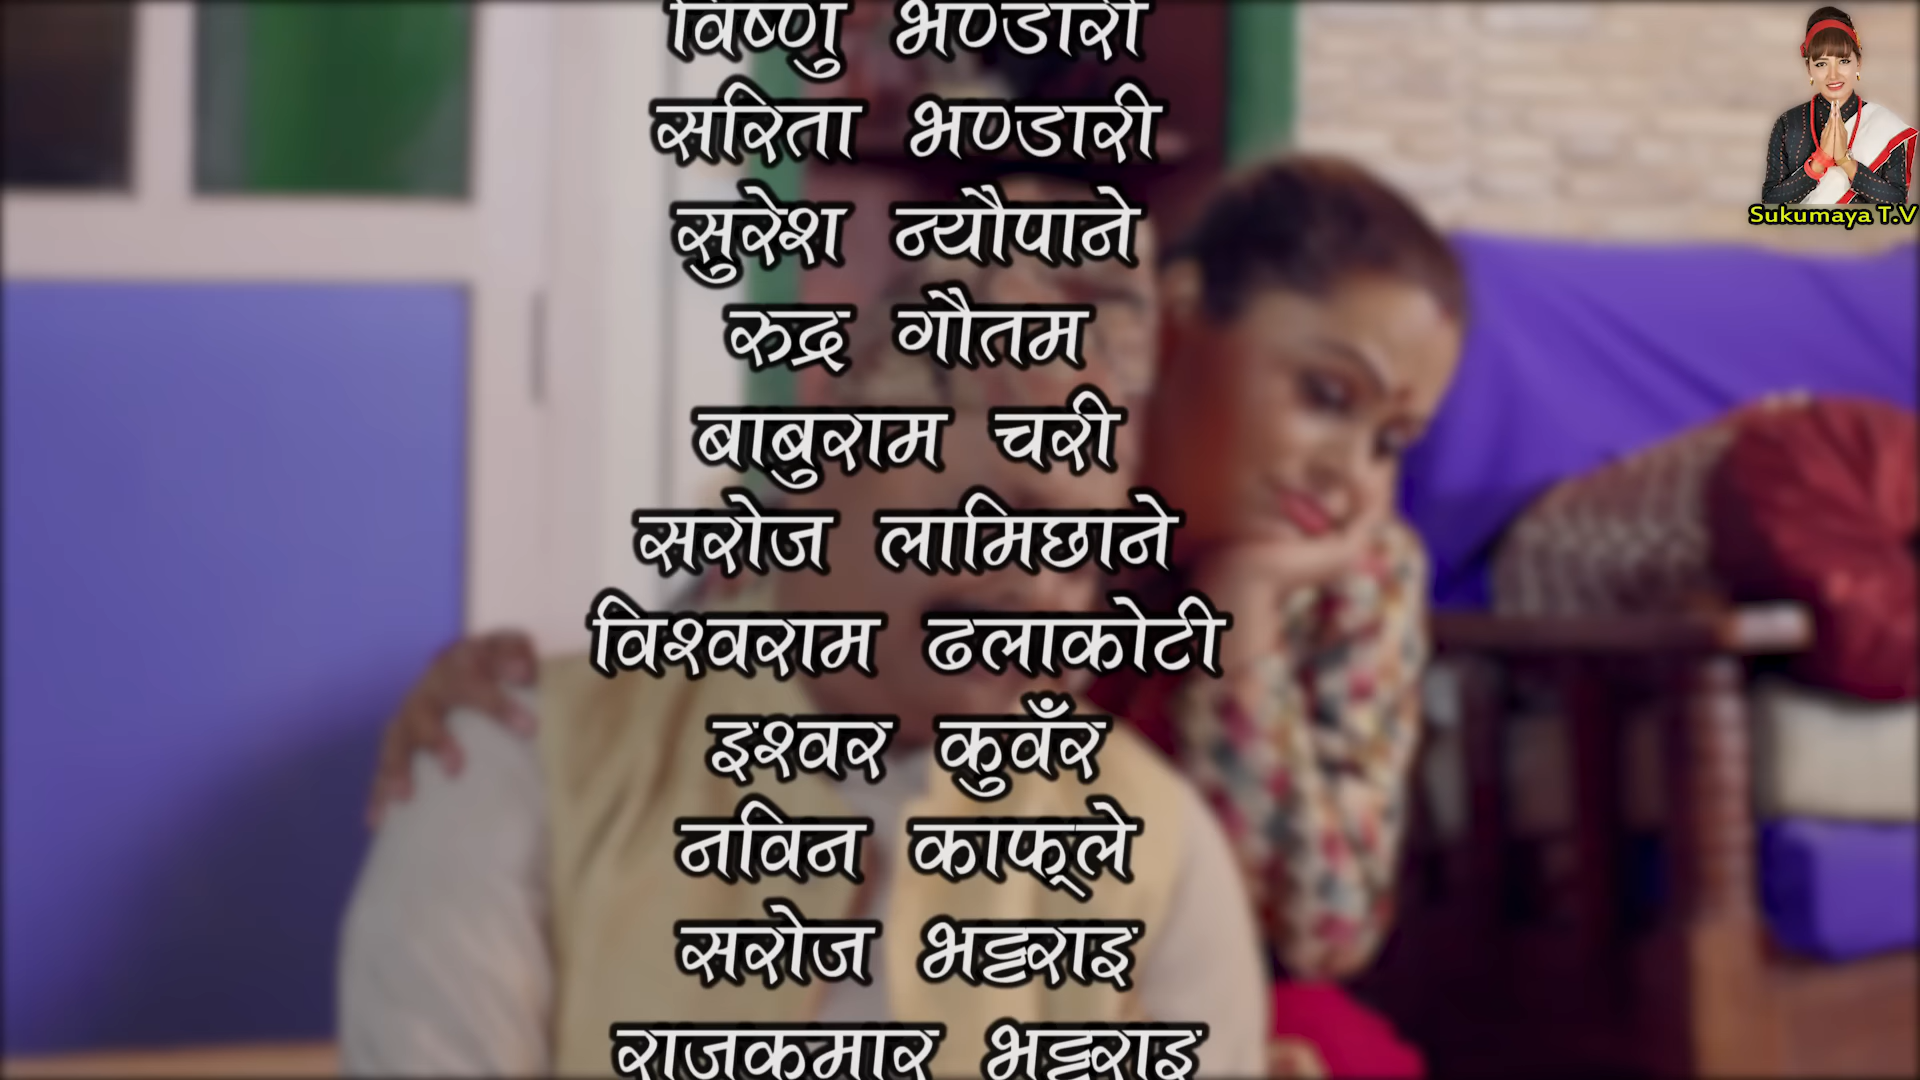 विष्णु भण्डारी
सरिता भण्डारी
सुरेश न्यौपाने
रुद्र गौतम
बाबुराम चरी
सरोज लामिछाने
विश्वराम ढलाकोटी
इश्वर कुवँर
नविन काफ्ले
सरोज भट्टराइ
राजकुमार भट्टराइ
Sukumaya T.V